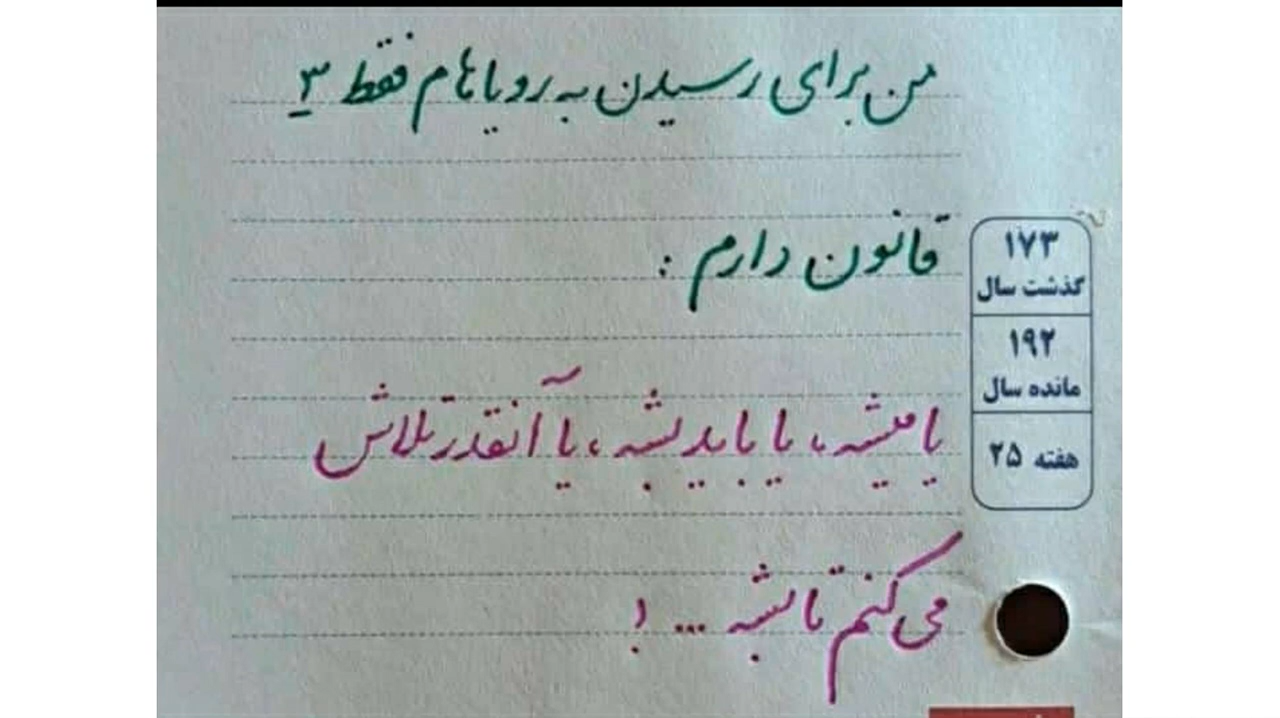 من برای رسیدن به رویاهام فقط ۳
قانون دارم :
یا میشه، یا باید بشه، یا آنقدر تلاش
می کنم تا بشه ... !
۱۷۳
گذشت سال
۱۹۲
مانده سال
هفته ۲۵